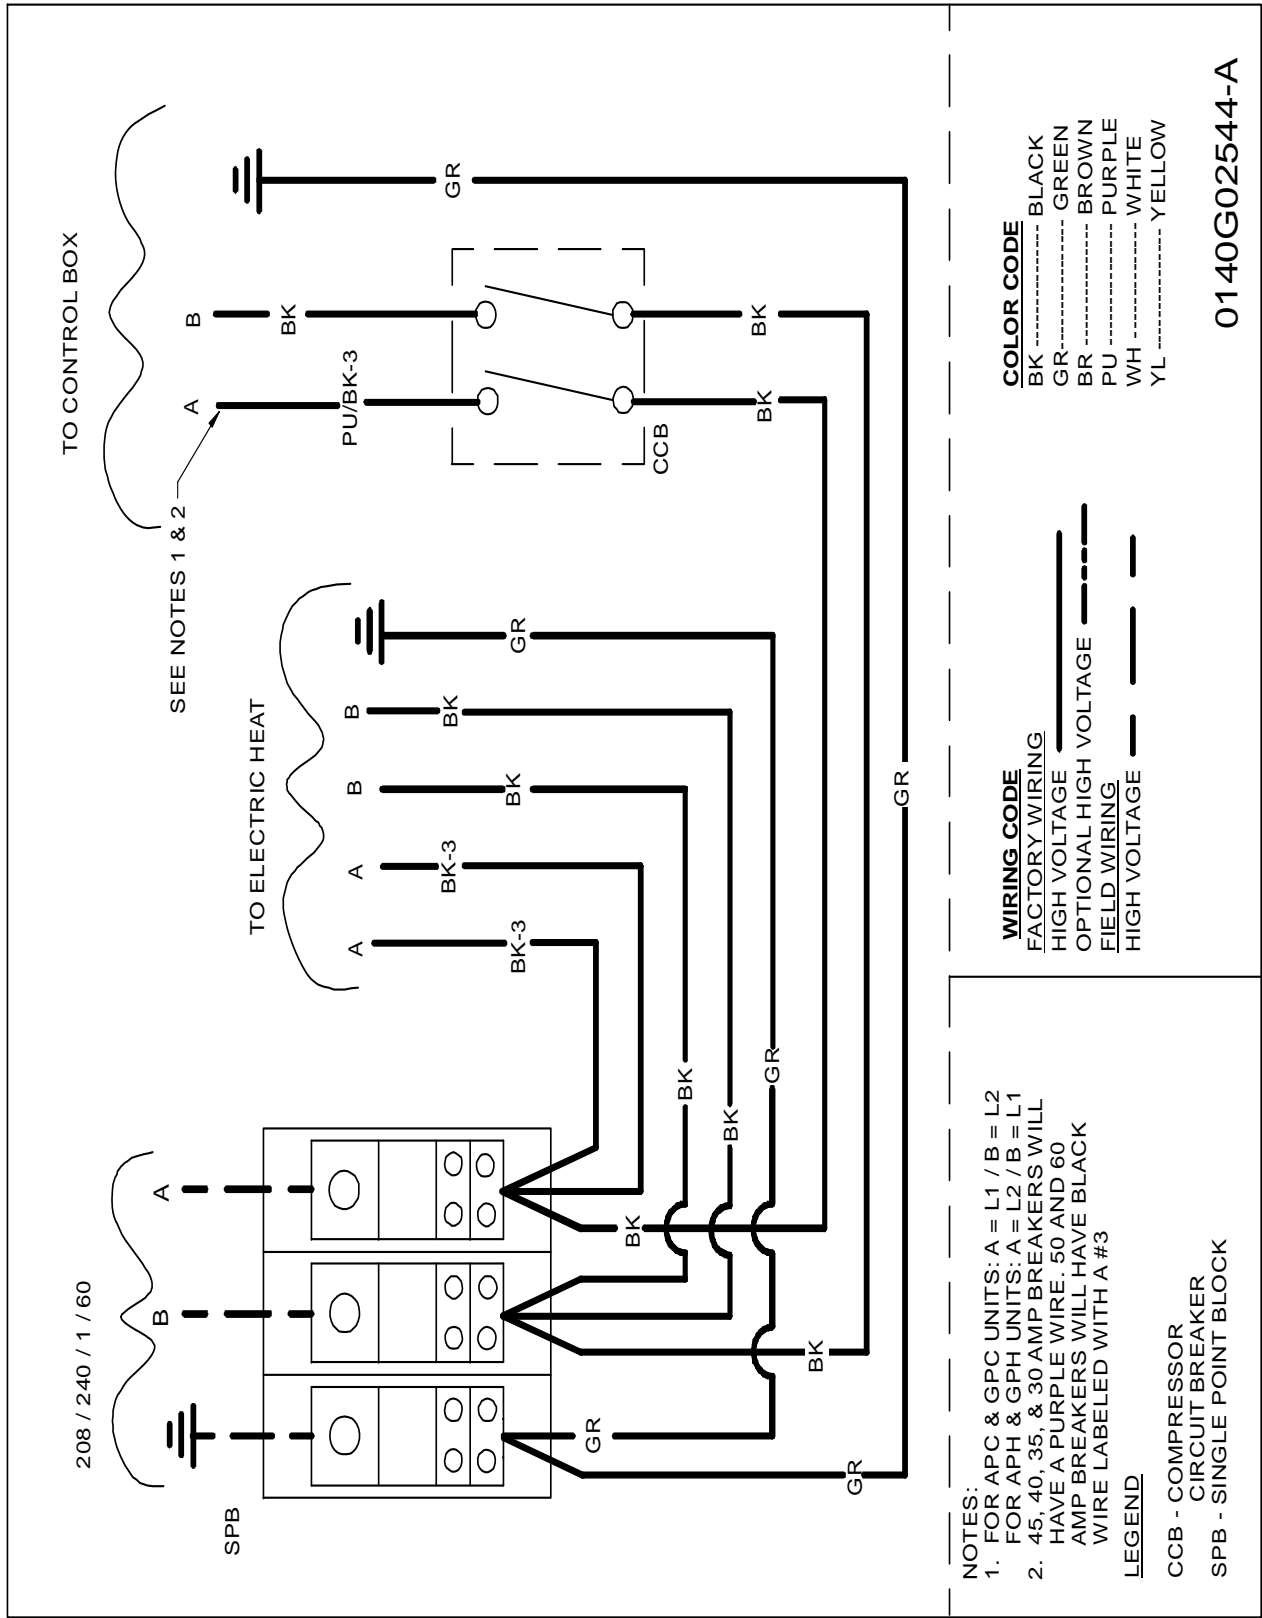 208 / 240 / 1 / 60
B
A
SPB
TO ELECTRIC HEAT
A
A
B
B
BK-3
BK-3
BK
BK
GR
TO CONTROL BOX
SEE NOTES 1 & 2
A
B
PU/BK-3
BK
GR
CCB
BK
BK
GR
GR
BK
BK
BK
BK
GR
GR
NOTES:
1. FOR APC & GPC UNITS: A = L1 / B = L2
FOR APH & GPH UNITS: A = L2 / B = L1
2. 45, 40, 35, & 30 AMP BREAKERS WILL
HAVE A PURPLE WIRE. 50 AND 60
AMP BREAKERS WILL HAVE BLACK
WIRE LABELED WITH A #3
LEGEND
CCB - COMPRESSOR
CIRCUIT BREAKER
SPB - SINGLE POINT BLOCK
WIRING CODE
FACTORY WIRING
HIGH VOLTAGE
OPTIONAL HIGH VOLTAGE
FIELD WIRING
HIGH VOLTAGE
COLOR CODE
BK ------------ BLACK
GR------------- GREEN
BR ------------ BROWN
PU ------------ PURPLE
WH ------------ WHITE
YL ------------- YELLOW
0140G02544-A